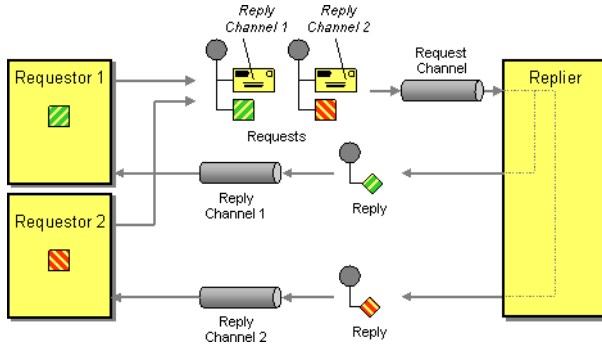 Reply
Channel 1
Reply
Channel 2
Request
Channel
Requestor 1
Replier
Requests
Reply
Channel 1
Reply
Requestor 2
Reply
Channel 2
Reply